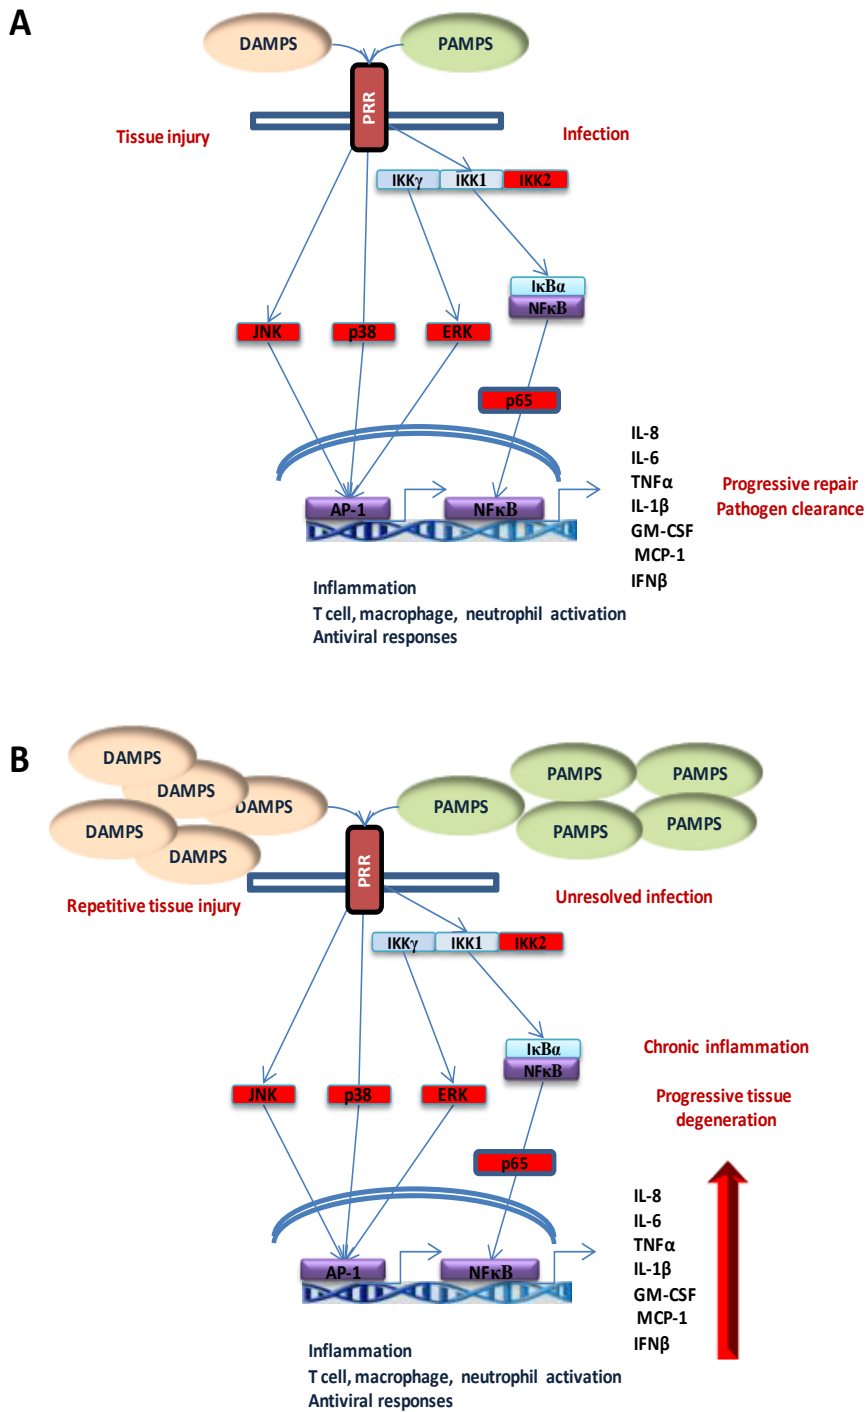 A
DAMPS
PAMPS
PRR
Tissue injury
Infection
IKKγ
IKK1
IKK2
IκBα
NFκB
JNK
p38
ERK
p65
IL-8
IL-6
TNFα
IL-1β
GM-CSF
MCP-1
IFNβ
Progressive repair
Pathogen clearance
AP-1
NFκB
Inflammation
T cell, macrophage, neutrophil activation
Antiviral responses
B
DAMPS
DAMPS
DAMPS
DAMPS
DAMPS
PAMPS
PAMPS
PAMPS
PAMPS
PAMPS
PRR
Repetitive tissue injury
Unresolved infection
IKKγ
IKK1
IKK2
IκBα
NFκB
Chronic inflammation
JNK
p38
ERK
Progressive tissue
degeneration
p65
IL-8
IL-6
TNFα
IL-1β
GM-CSF
MCP-1
IFNβ
AP-1
NFκB
Inflammation
T cell, macrophage, neutrophil activation
Antiviral responses